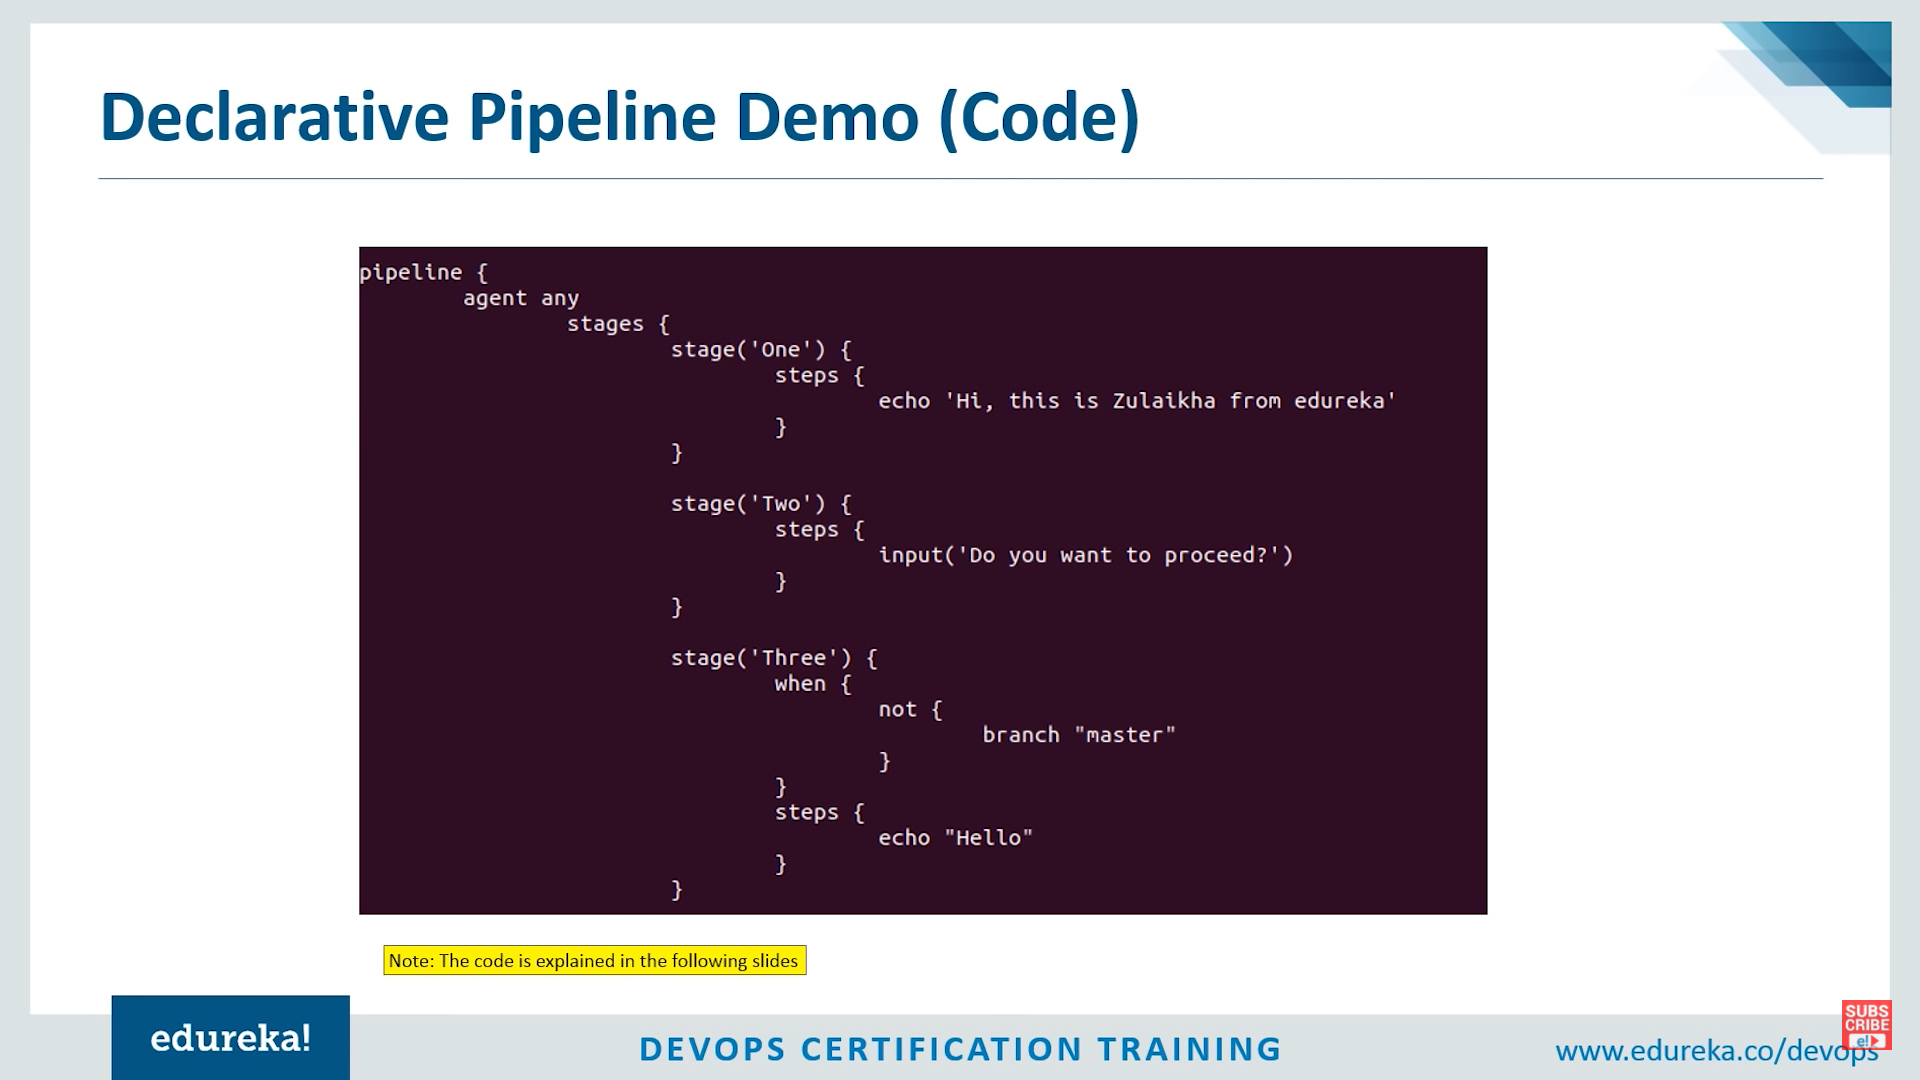 Declarative Pipeline Demo (Code)
pipeline {
agent any
stages {
stage('One') {
steps {
echo 'Hi, this is Zulaikha from edureka'
}
}
stage('Two') {
steps {
input('Do you want to proceed?')
}
}
stage('Three') {
when {
not {
branch "master"
}
}
steps {
echo "Hello"
}
}
Note: The code is explained in the following slides
edureka!
DEVOPS CERTIFICATION TRAINING
www.edureka.co/devops
SUBS
CRIBE
e!